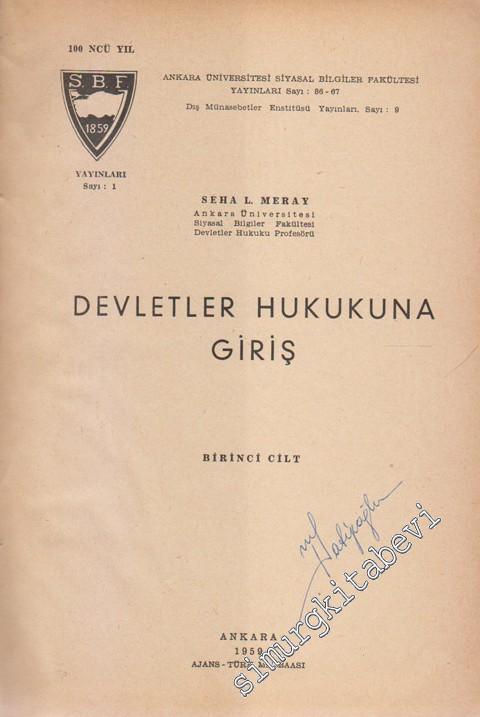 100 NCÜ YIL
S.B.F.
1859
YAYINLARI
Sayı : 1
ANKARA ÜNİVERSİTESİ SİYASAL BİLGİLER FAKÜLTESİ
YAYINLARI Sayı : 86 - 67
Dış Münasebetler Enstitüsü Yayınları, Sayı : 9
SEHA L. MERAY
Ankara Üniversitesi
Siyasal Bilgiler Fakültesi
Devletler Hukuku Profesörü
DEVLETLER HUKUKUNA
GİRİŞ
BİRİNCİ CİLT
simurgkitabevi
ANKARA
1959
AJANS - TÜRK MATBAASI